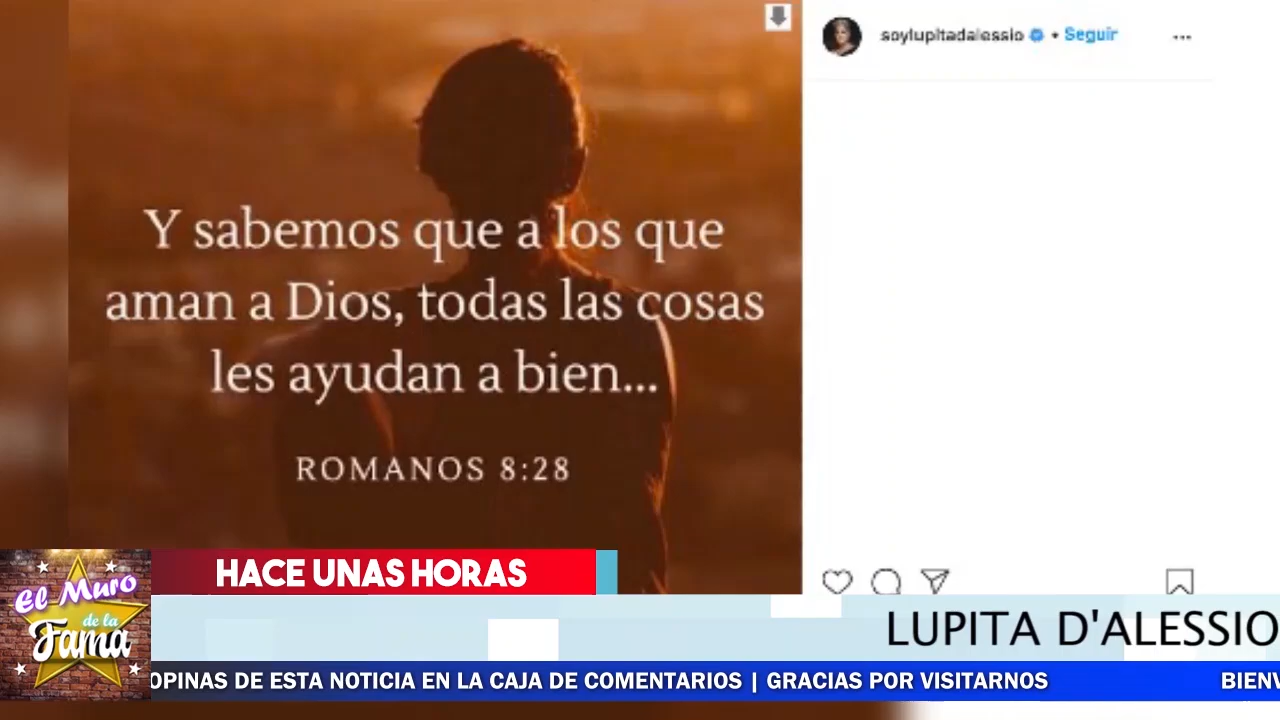 soylupitadalessio • Seguir
Y sabemos que a los que
aman a Dios, todas las cosas
les ayudan a bien...
ROMANOS 8:28
HACE UNAS HORAS
El Muro
de la
Fama
LUPITA D'ALESSIO
OPINAS DE ESTA NOTICIA EN LA CAJA DE COMENTARIOS | GRACIAS POR VISITARNOS
BIENV